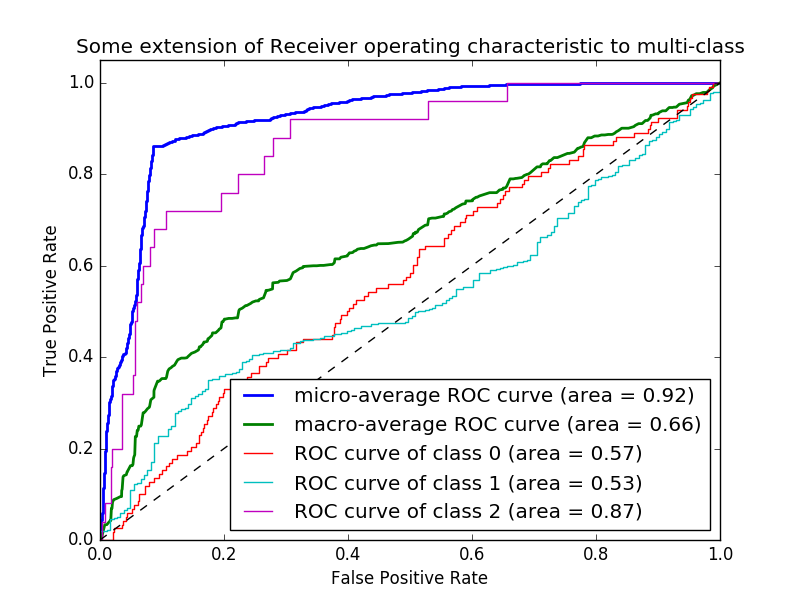 Some extension of Receiver operating characteristic to multi-class
1.0
0.8
0.6
0.4
0.2
0.0
True Positive Rate
micro-average ROC curve (area = 0.92)
macro-average ROC curve (area = 0.66)
ROC curve of class 0 (area = 0.57)
ROC curve of class 1 (area = 0.53)
ROC curve of class 2 (area = 0.87)
0.0 0.2 0.4 0.6 0.8 1.0
False Positive Rate